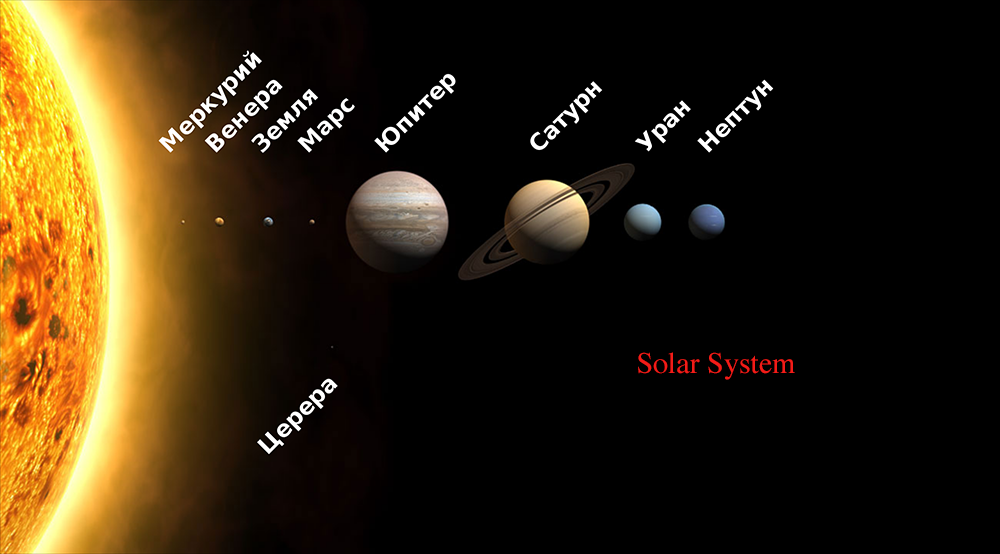 Меркурий
Венера
Земля
Марс
Юпитер
Сатурн
Уран
Нептун
Solar System
Церера